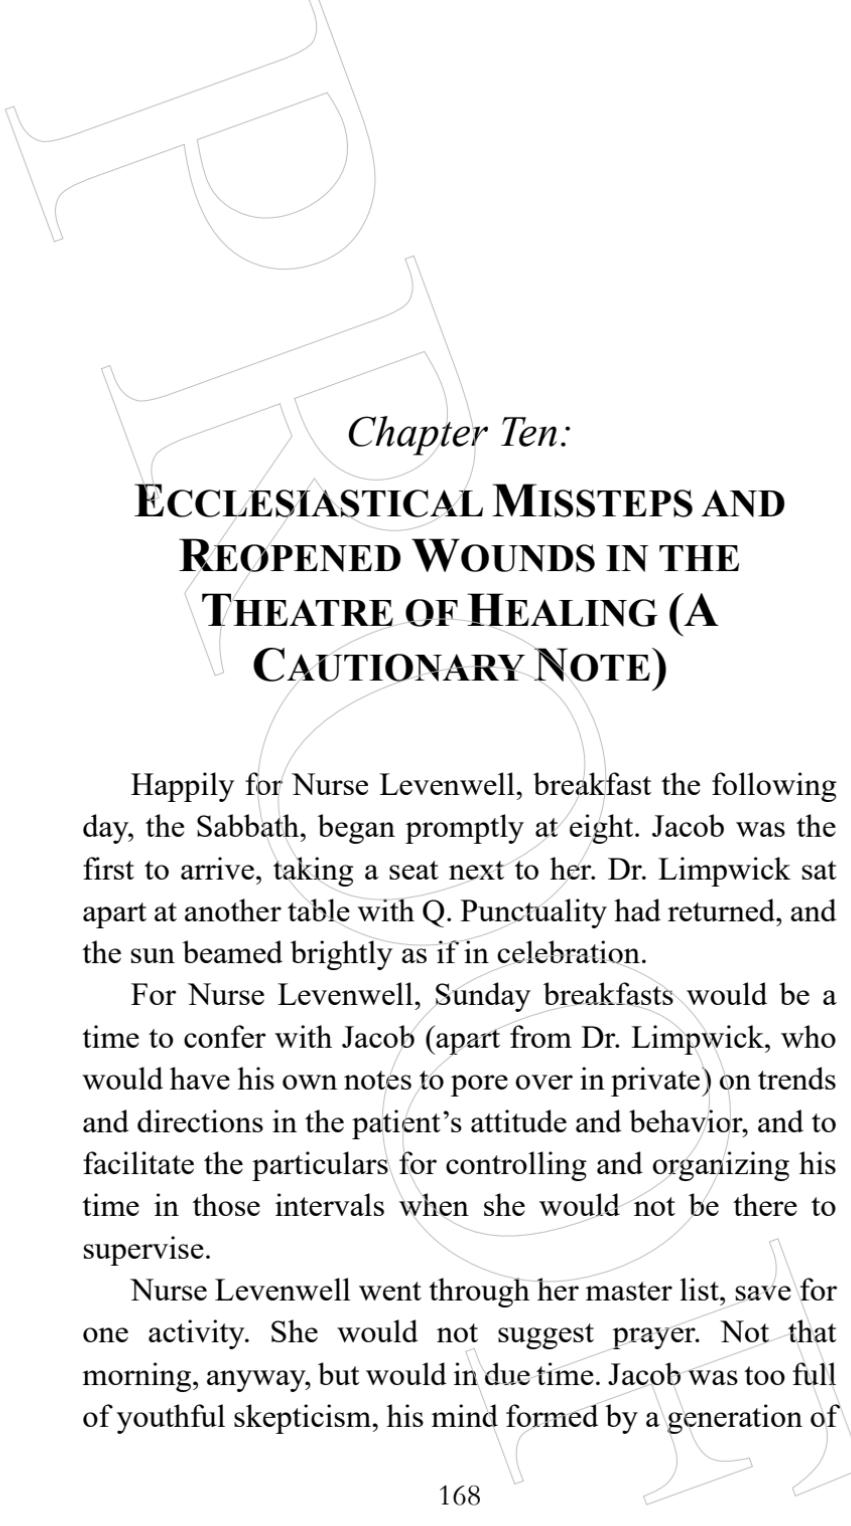 Chapter Ten:
ECCLESIASTICAL MISSTEPS AND
REOPENED WOUNDS IN THE
THEATRE OF HEALING (A
CAUTIONARY NOTE)
Happily for Nurse Levenwell, breakfast the following
day, the Sabbath, began promptly at eight. Jacob was the
first to arrive, taking a seat next to her. Dr. Limpwick sat
apart at another table with Q. Punctuality had returned, and
the sun beamed brightly as if in celebration.
For Nurse Levenwell, Sunday breakfasts would be a
time to confer with Jacob (apart from Dr. Limpwick, who
would have his own notes to pore over in private) on trends
and directions in the patient’s attitude and behavior, and to
facilitate the particulars for controlling and organizing his
time in those intervals when she would not be there to
supervise.
Nurse Levenwell went through her master list, save for
one activity. She would not suggest prayer. Not that
morning, anyway, but would in due time. Jacob was too full
of youthful skepticism, his mind formed by a generation of
168
PROOF